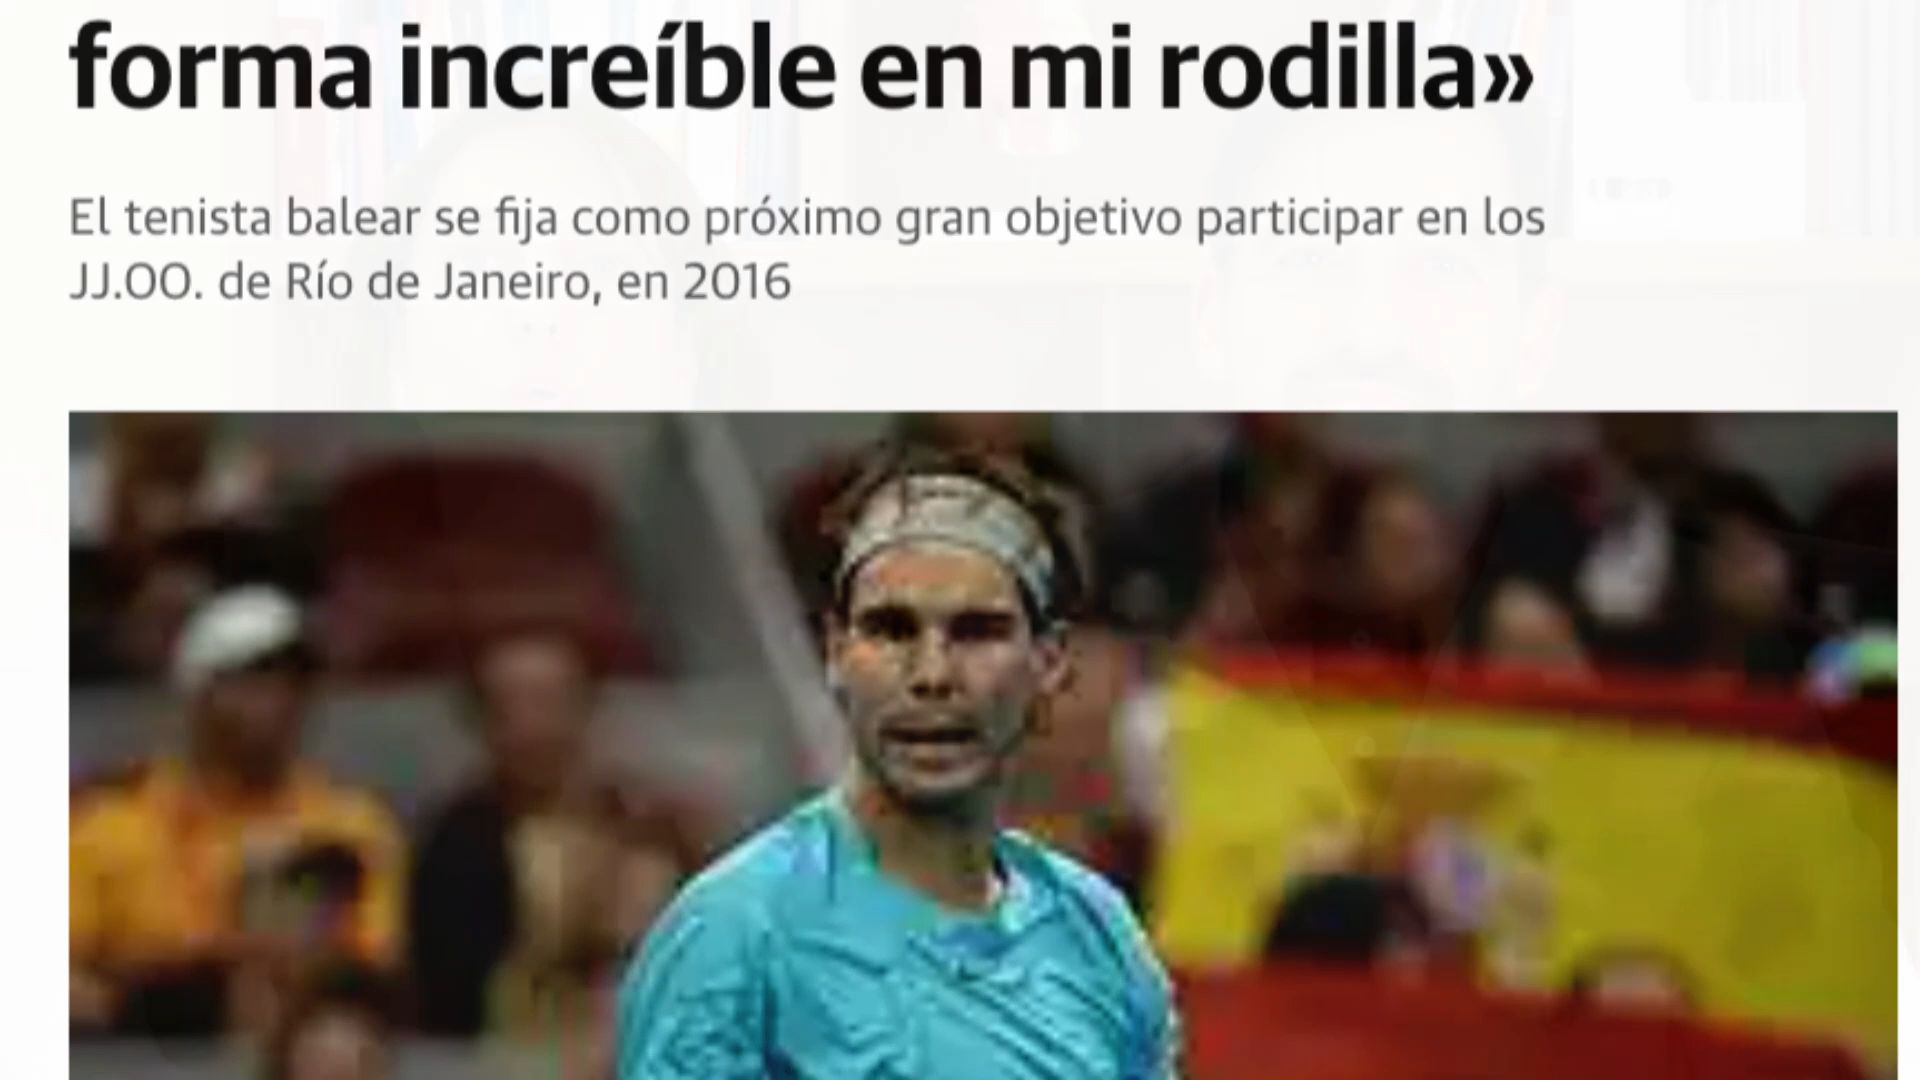 forma increíble en mi rodilla»
El tenista balear se fija como próximo gran objetivo participar en los
JJ.OO. de Río de Janeiro, en 2016